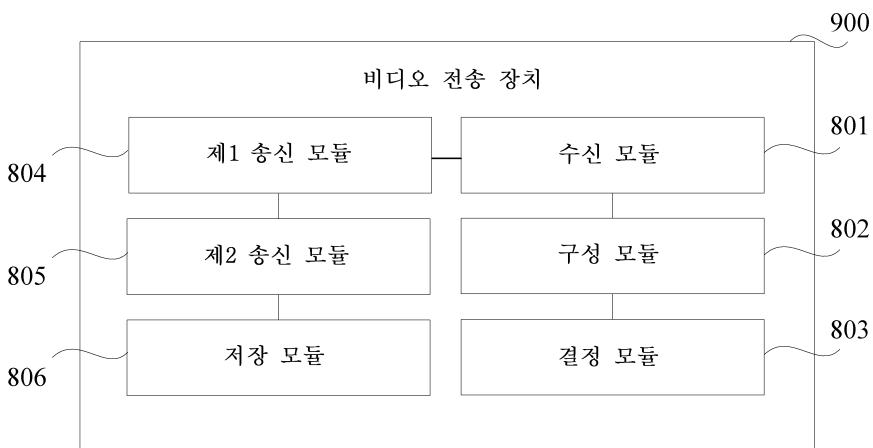 900
비디오 전송 장치
804
제1 송신 모듈
수신 모듈
801
805
제2 송신 모듈
구성 모듈
802
806
저장 모듈
결정 모듈
803